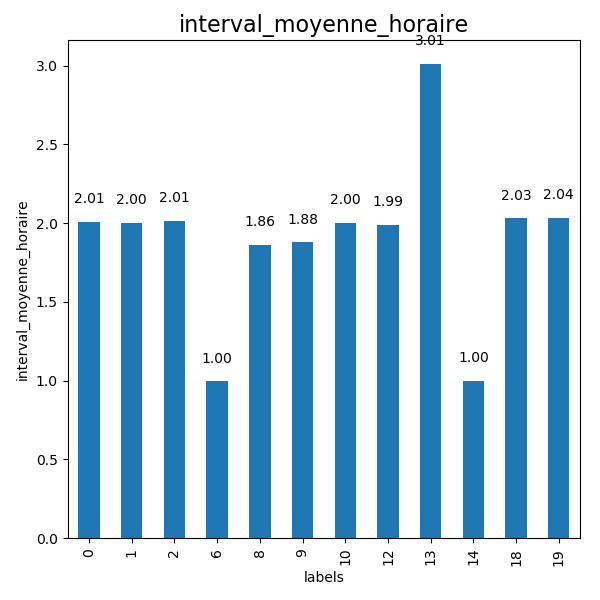 interval_moyenne_horaire
3.01
3.0
2.5
2.01 2.00 2.01 1.86 1.88 2.00 1.99 2.03 2.04
2.0
1.5
1.00 1.00
1.0
0.5
0.0
interval_moyenne_horaire
0 1 2 6 8 9 10 12 13 14 18 19
labels